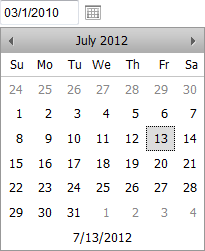 03/1/2010
July 2012
Su Mo Tu We Th Fr Sa
24 25 26 27 28 29 30
1 2 3 4 5 6 7
8 9 10 11 12 13 14
15 16 17 18 19 20 21
22 23 24 25 26 27 28
29 30 31 1 2 3 4
7/13/2012